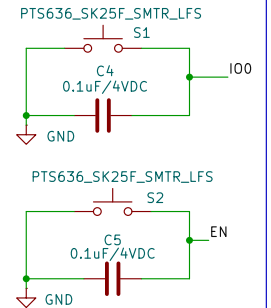 PTS636_SK25F_SMTR_LFS
S1
IO0
C4
0.1uF/4VDC
GND
PTS636_SK25F_SMTR_LFS
S2
EN
C5
0.1uF/4VDC
GND